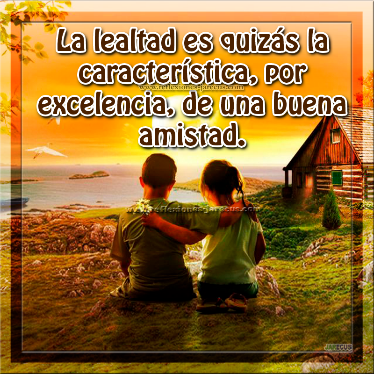 La lealtad es quizás la
característica, por
excelencia, de una buena
amistad.